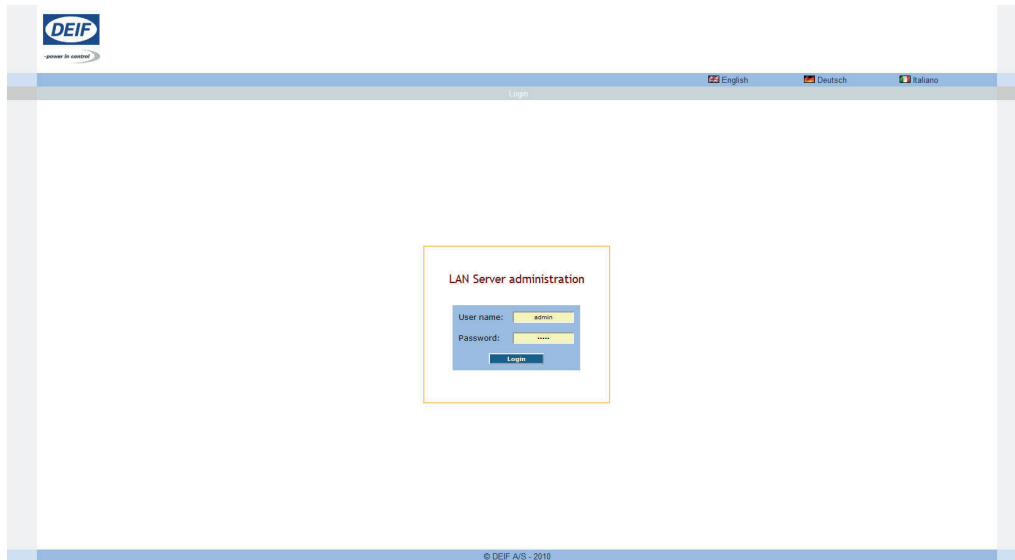 DEIF
-power in control
English Deutsch Italiano
Login
LAN Server administration
User name: admin
Password: •••••
Login
© DEIF A/S - 2010